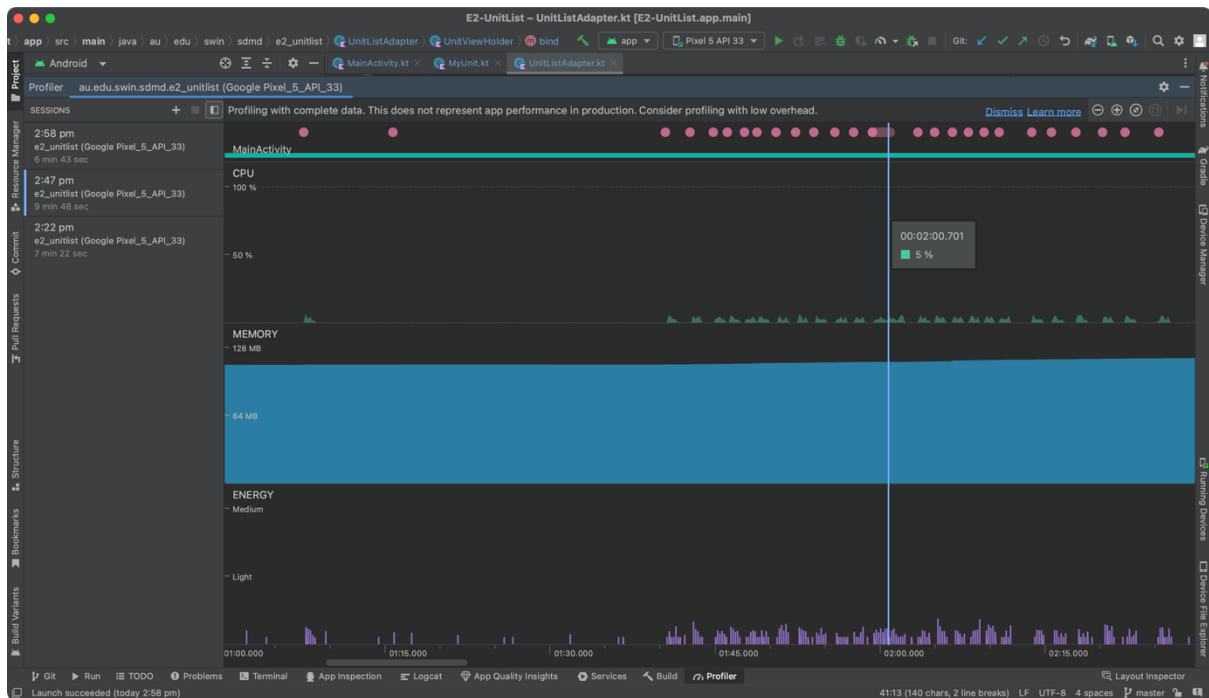 E2-UnitList – UnitListAdapter.kt [E2-UnitList.app.main]
t › app › src › main › java › au › edu › swin › sdmd › e2_unitlist › UnitListAdapter › UnitViewHolder › bind
app
Pixel 5 API 33
Git:
Project
Android
MainActivity.kt
MyUnit.kt
UnitListAdapter.kt
Profiler
au.edu.swin.sdmd.e2_unitlist (Google Pixel_5_API_33)
SESSIONS
Profiling with complete data. This does not represent app performance in production. Consider profiling with low overhead.
Dismiss
Learn more
2:58 pm
e2_unitlist (Google Pixel_5_API_33)
6 min 43 sec
2:47 pm
e2_unitlist (Google Pixel_5_API_33)
9 min 48 sec
2:22 pm
e2_unitlist (Google Pixel_5_API_33)
7 min 22 sec
MainActivity
CPU
100 %
50 %
00:02:00.701
5 %
MEMORY
128 MB
64 MB
ENERGY
Medium
Light
01:00.000
01:15.000
01:30.000
01:45.000
02:00.000
02:15.000
Resource Manager
Commit
Pull Requests
Structure
Bookmarks
Build Variants
Notifications
Gradle
Device Manager
Running Devices
Device File Explorer
Git
Run
TODO
Problems
Terminal
App Inspection
Logcat
App Quality Insights
Services
Build
Profiler
Layout Inspector
Launch succeeded (today 2:58 pm)
41:13 (140 chars, 2 line breaks)
LF
UTF-8
4 spaces
master